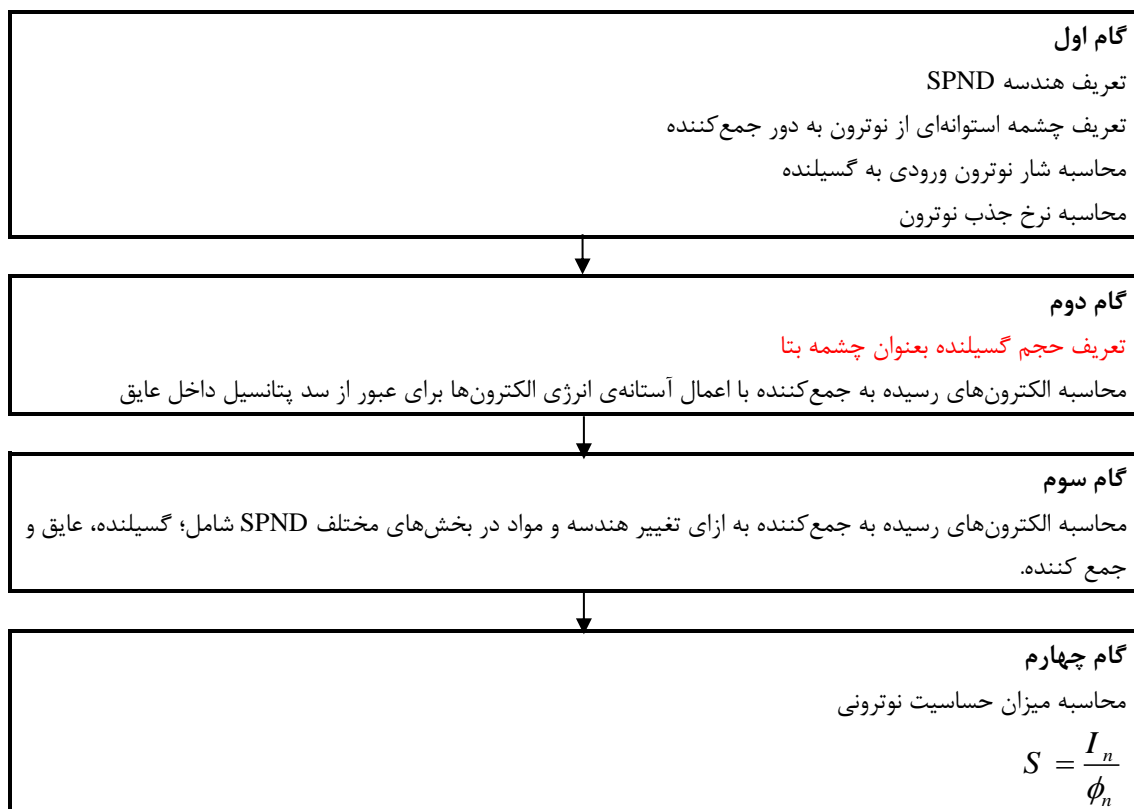 گام اول
تعریف هندسه SPND
تعریف چشمه استوانه‌ای از نوترون به دور جمع‌کننده
محاسبه شار نوترون ورودی به گسیلنده
محاسبه نرخ جذب نوترون
گام دوم
تعریف حجم گسیلنده بعنوان چشمه بتا
محاسبه الکترون‌های رسیده به جمع‌کننده با اعمال آستانه‌ی انرژی الکترون‌ها برای عبور از سد پتانسیل داخل عایق
گام سوم
محاسبه الکترون‌های رسیده به جمع‌کننده به ازای تغییر هندسه و مواد در بخش‌های مختلف SPND شامل؛ گسیلنده، عایق و
جمع کننده.
گام چهارم
محاسبه میزان حساسیت نوترونی
S = I_n / ϕ_n